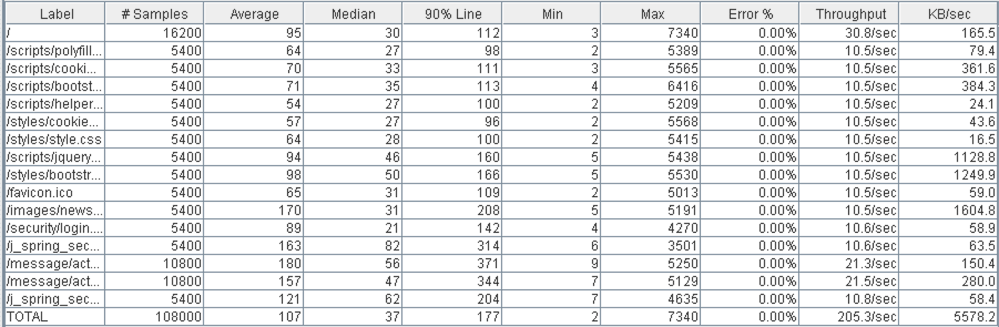 Label # Samples Average Median 90% Line Min Max Error % Throughput KB/sec
/ 16200 95 30 112 3 7340 0.00% 30.8/sec 165.5
/scripts/polyfill... 5400 64 27 98 2 5389 0.00% 10.5/sec 79.4
/scripts/cooki... 5400 70 33 111 3 5565 0.00% 10.5/sec 361.6
/scripts/bootst... 5400 71 35 113 4 6416 0.00% 10.5/sec 384.3
/scripts/helper... 5400 54 27 100 2 5209 0.00% 10.5/sec 24.1
/styles/cookie... 5400 57 27 96 2 5568 0.00% 10.5/sec 43.6
/styles/style.css 5400 64 28 100 2 5415 0.00% 10.5/sec 16.5
/scripts/jquery... 5400 94 46 160 5 5438 0.00% 10.5/sec 1128.8
/styles/bootstr... 5400 98 50 166 5 5530 0.00% 10.5/sec 1249.9
/favicon.ico 5400 65 31 109 2 5013 0.00% 10.5/sec 59.0
/images/news... 5400 170 31 208 5 5191 0.00% 10.5/sec 1604.8
/security/login.... 5400 89 21 142 4 4270 0.00% 10.6/sec 58.9
/j_spring_sec... 5400 163 82 314 6 3501 0.00% 10.6/sec 63.5
/message/act... 10800 180 56 371 9 5250 0.00% 21.3/sec 150.4
/message/act... 10800 157 47 344 7 5129 0.00% 21.5/sec 280.0
/j_spring_sec... 5400 121 62 204 7 4635 0.00% 10.8/sec 58.4
TOTAL 108000 107 37 177 2 7340 0.00% 205.3/sec 5578.2